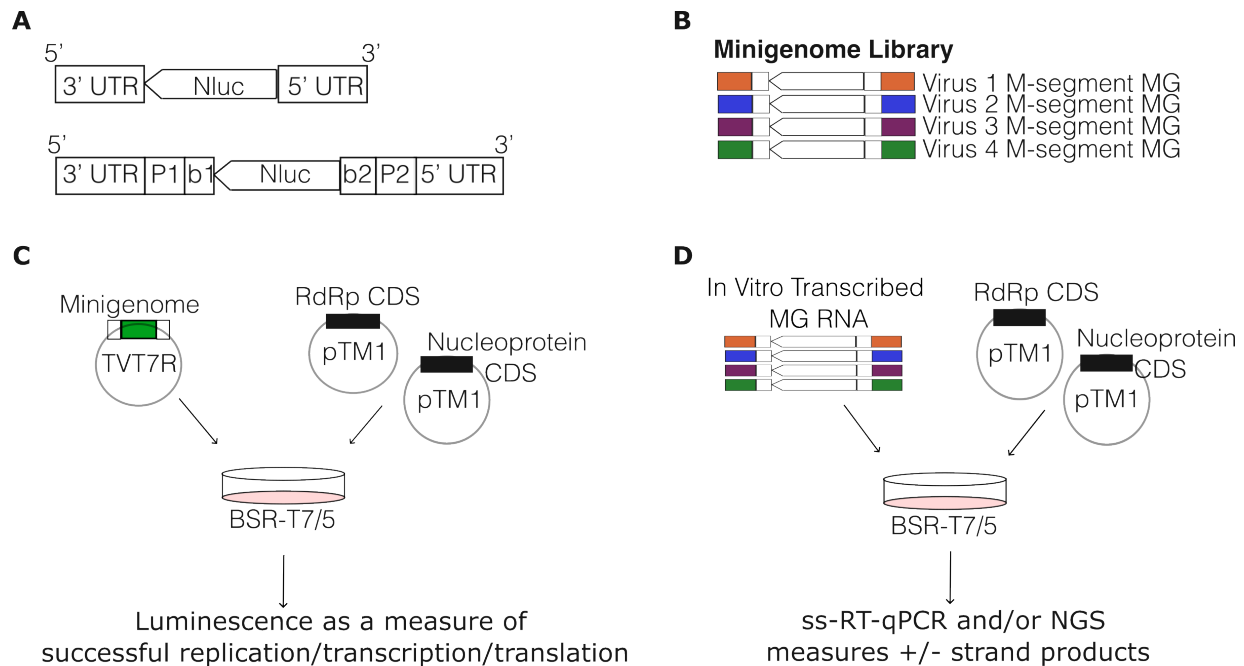 A
5’
3’
3’ UTR
Nluc
5’ UTR
5’
3’
3’ UTR
P1
b1
Nluc
b2
P2
5’ UTR
B
Minigenome Library
Virus 1 M-segment MG
Virus 2 M-segment MG
Virus 3 M-segment MG
Virus 4 M-segment MG
C
Minigenome
TVT7R
RdRp CDS
pTM1
Nucleoprotein
CDS
pTM1
BSR-T7/5
Luminescence as a measure of
successful replication/transcription/translation
D
In Vitro Transcribed
MG RNA
RdRp CDS
pTM1
Nucleoprotein
CDS
pTM1
BSR-T7/5
ss-RT-qPCR and/or NGS
measures +/- strand products